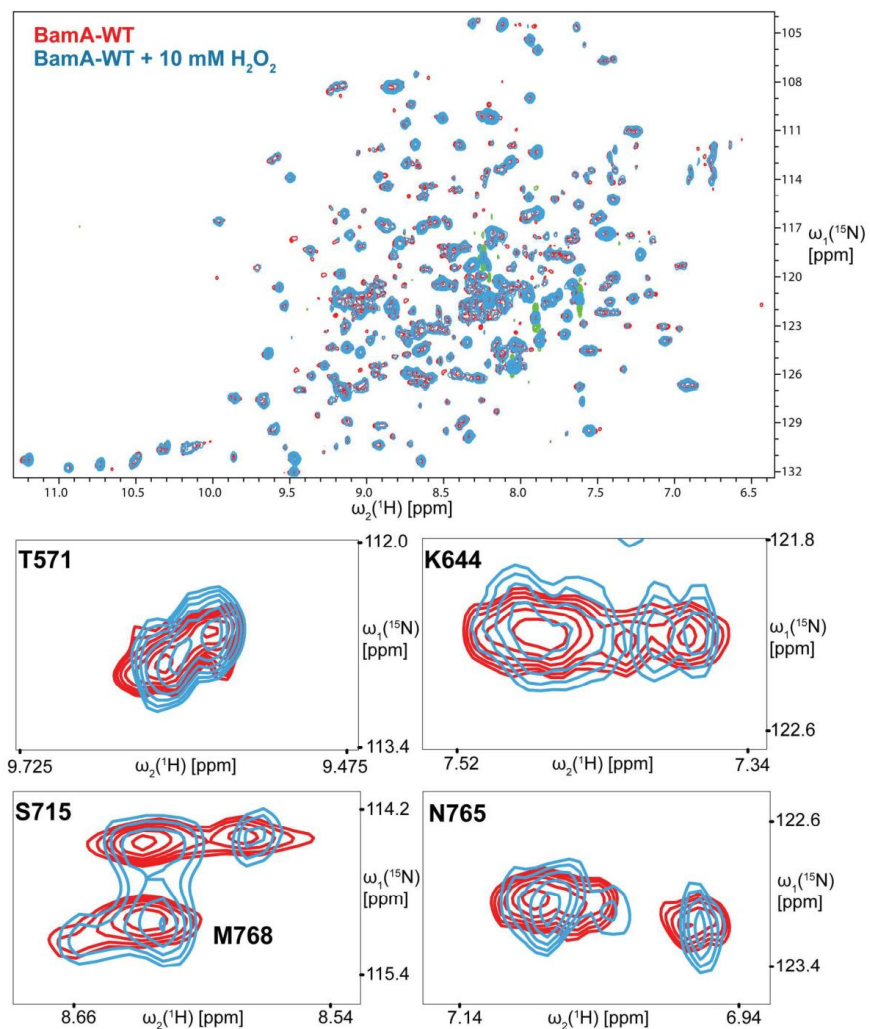 BamA-WT
BamA-WT + 10 mM H₂O₂
105
108
111
114
117
120
123
126
129
132
ω₁(¹⁵N)
[ppm]
11.0 10.5 10.0 9.5 9.0 8.5 8.0 7.5 7.0 6.5
ω₂(¹H) [ppm]
T571
112.0
ω₁(¹⁵N)
[ppm]
113.4
9.725 ω₂(¹H) [ppm] 9.475
K644
121.8
ω₁(¹⁵N)
[ppm]
122.6
7.52 ω₂(¹H) [ppm] 7.34
S715
114.2
ω₁(¹⁵N)
[ppm]
M768
115.4
8.66 ω₂(¹H) [ppm] 8.54
N765
122.6
ω₁(¹⁵N)
[ppm]
123.4
7.14 ω₂(¹H) [ppm] 6.94